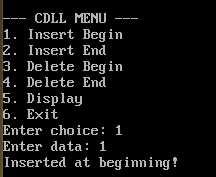 --- CDLL MENU ---
1. Insert Begin
2. Insert End
3. Delete Begin
4. Delete End
5. Display
6. Exit
Enter choice: 1
Enter data: 1
Inserted at beginning!